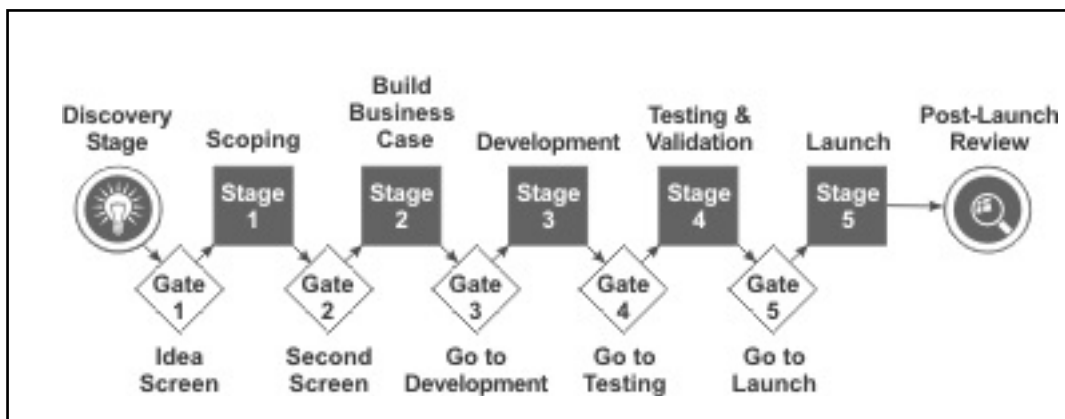 Discovery
Stage
Scoping
Build
Business
Case
Development
Testing &
Validation
Launch
Post-Launch
Review
Stage
1
Stage
2
Stage
3
Stage
4
Stage
5
Gate
1
Gate
2
Gate
3
Gate
4
Gate
5
Idea
Screen
Second
Screen
Go to
Development
Go to
Testing
Go to
Launch